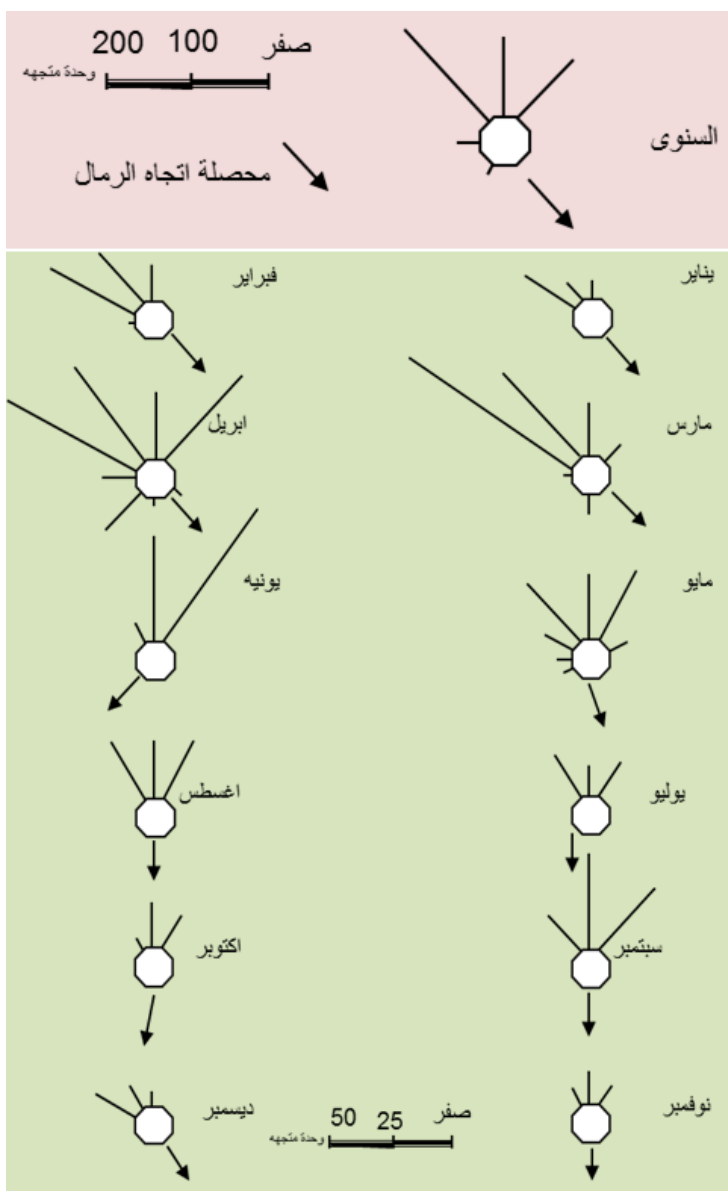 صفر 100 200
وحدة متجهه
السنوى
محصلة اتجاه الرمال
يناير
فبراير
مارس
ابريل
مايو
يونيه
يوليو
اغسطس
سبتمبر
اكتوبر
نوفمبر
ديسمبر
صفر 25 50
وحدة متجهه